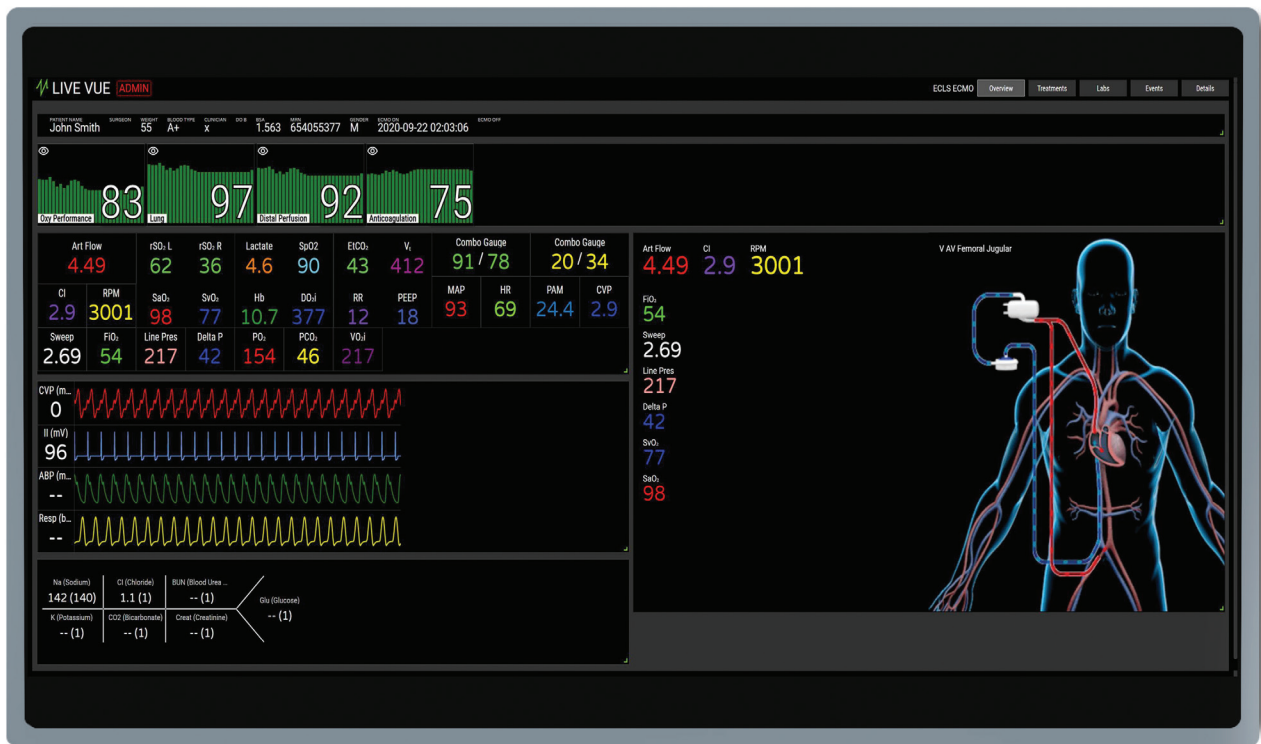 LIVE VUE ADMIN
ECLS ECMO Overview Treatments Labs Events Details
PATIENT NAME SURGEON WEIGHT BLOOD TYPE CLINICIAN DO B BSA MRN GENDER ECMO ON ECMO OFF
John Smith 55 A+ x 1.563 654055377 M 2020-09-22 02:03:06
83 97 92 75
Oxy Performance Lung Distal Perfusion Anticoagulation
Art Flow rSO₂ L rSO₂ R Lactate SpO2 EtCO₂ Vₜ Combo Gauge Combo Gauge
4.49 62 36 4.6 90 43 412 91 / 78 20 / 34
CI RPM SaO₂ SvO₂ Hb DO₂i RR PEEP MAP HR PAM CVP
2.9 3001 98 77 10.7 377 12 18 93 69 24.4 2.9
Sweep FiO₂ Line Pres Delta P PO₂ PCO₂ VO₂i
2.69 54 217 42 154 46 217
CVP (m...
0
II (mV)
96
ABP (m...
--
Resp (b...
--
Na (Sodium) Cl (Chloride) BUN (Blood Urea ...
142 (140) 1.1 (1) -- (1)
Glu (Glucose)
-- (1)
K (Potassium) CO2 (Bicarbonate) Creat (Creatinine)
-- (1) -- (1) -- (1)
Art Flow CI RPM
4.49 2.9 3001
V AV Femoral Jugular
FiO₂
54
Sweep
2.69
Line Pres
217
Delta P
42
SvO₂
77
SaO₂
98